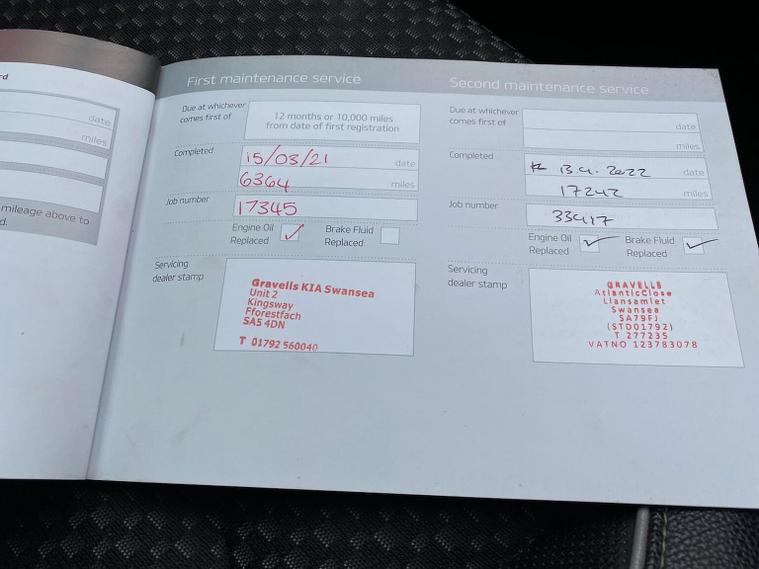 rd
date
miles
mileage above to
d.
First maintenance service
Due at whichever
comes first of
12 months or 10,000 miles
from date of first registration
Completed
15/03/21 date
6364 miles
Job number
17345
Engine Oil
Replaced
Brake Fluid
Replaced
Servicing
dealer stamp
Gravells KIA Swansea
Unit 2
Kingsway
Fforestfach
SA5 4DN
T 01792 560040
Second maintenance service
Due at whichever
comes first of
date
miles
Completed
13.4.2022 date
17242 miles
Job number
33417
Engine Oil
Replaced
Brake Fluid
Replaced
Servicing
dealer stamp
GRAVELLS
AtlanticClose
Llansamlet
Swansea
SA79FJ
(STD01792)
T 277235
VATNO 123783078